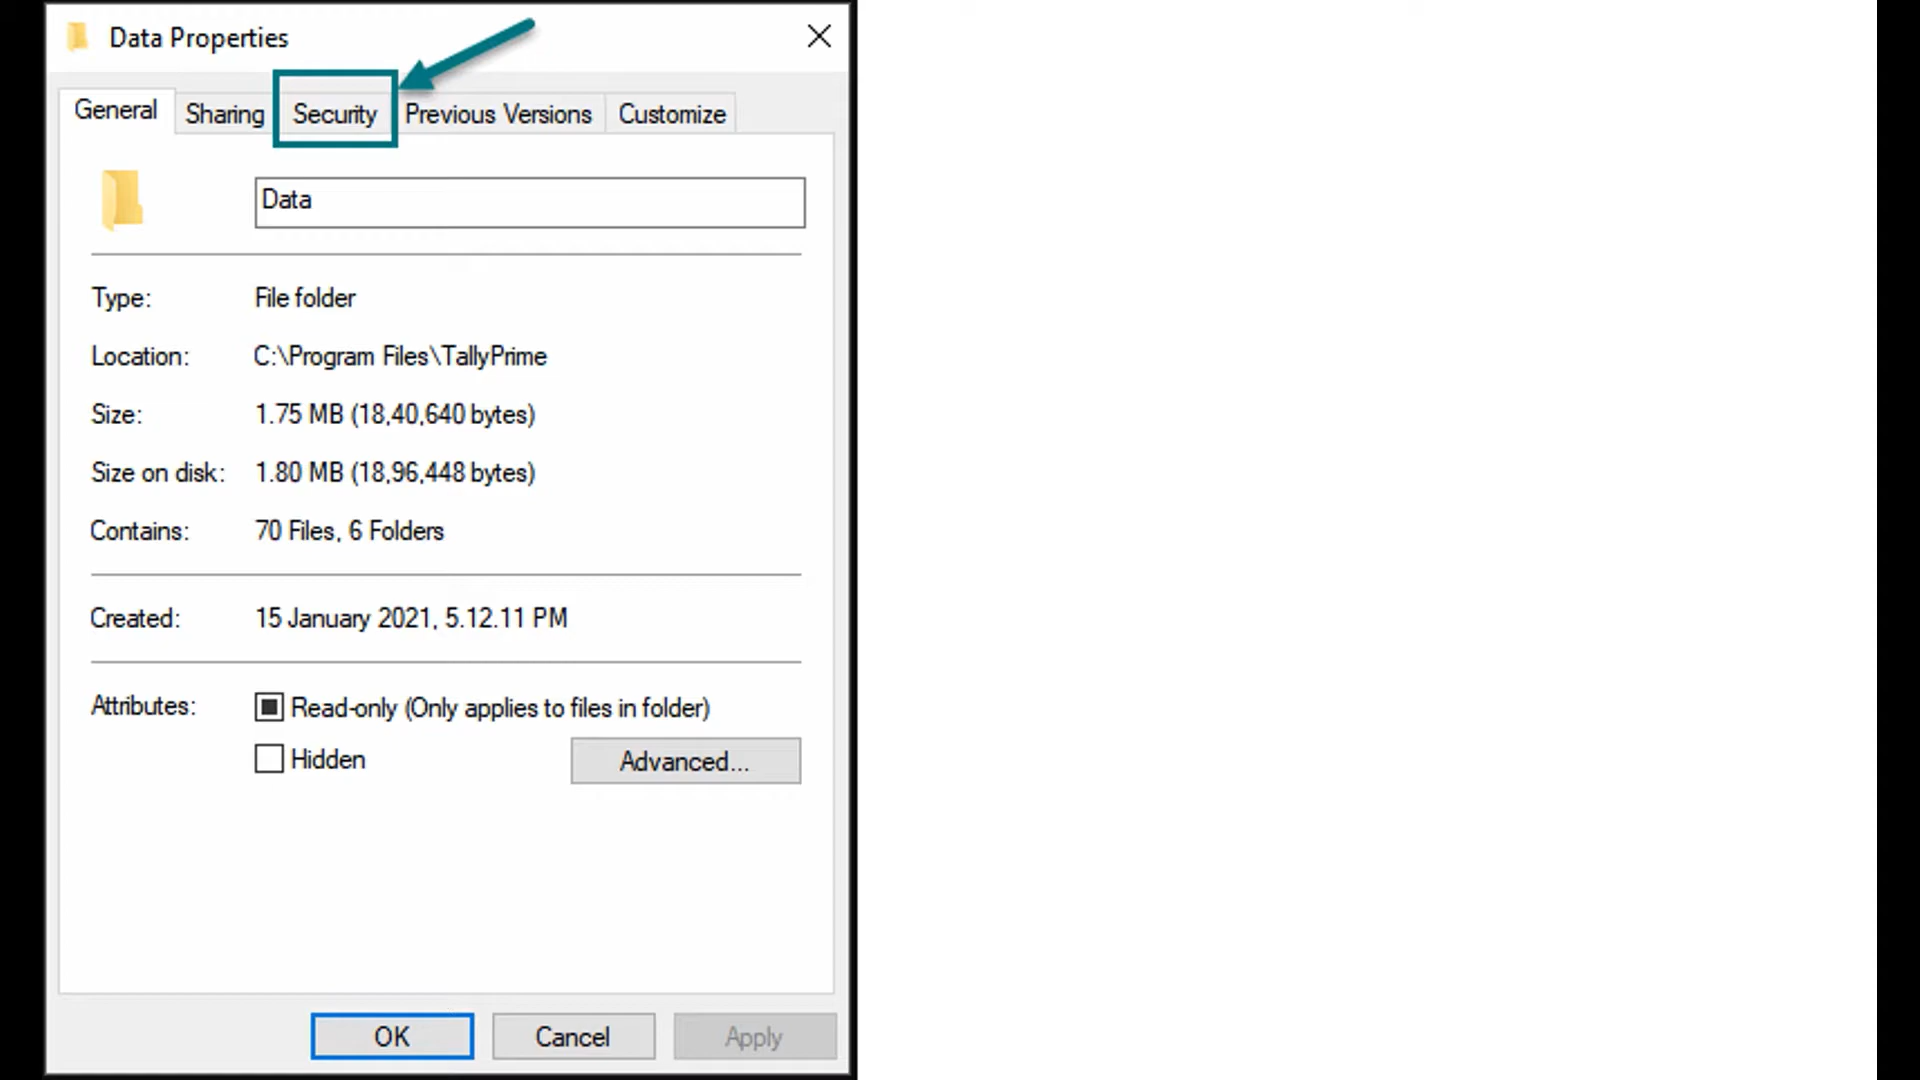 Data Properties
General Sharing Security Previous Versions Customize
Data
Type: File folder
Location: C:\Program Files\TallyPrime
Size: 1.75 MB (18,40,640 bytes)
Size on disk: 1.80 MB (18,96,448 bytes)
Contains: 70 Files, 6 Folders
Created: 15 January 2021, 5.12.11 PM
Attributes: Read-only (Only applies to files in folder)
Hidden Advanced...
OK Cancel Apply